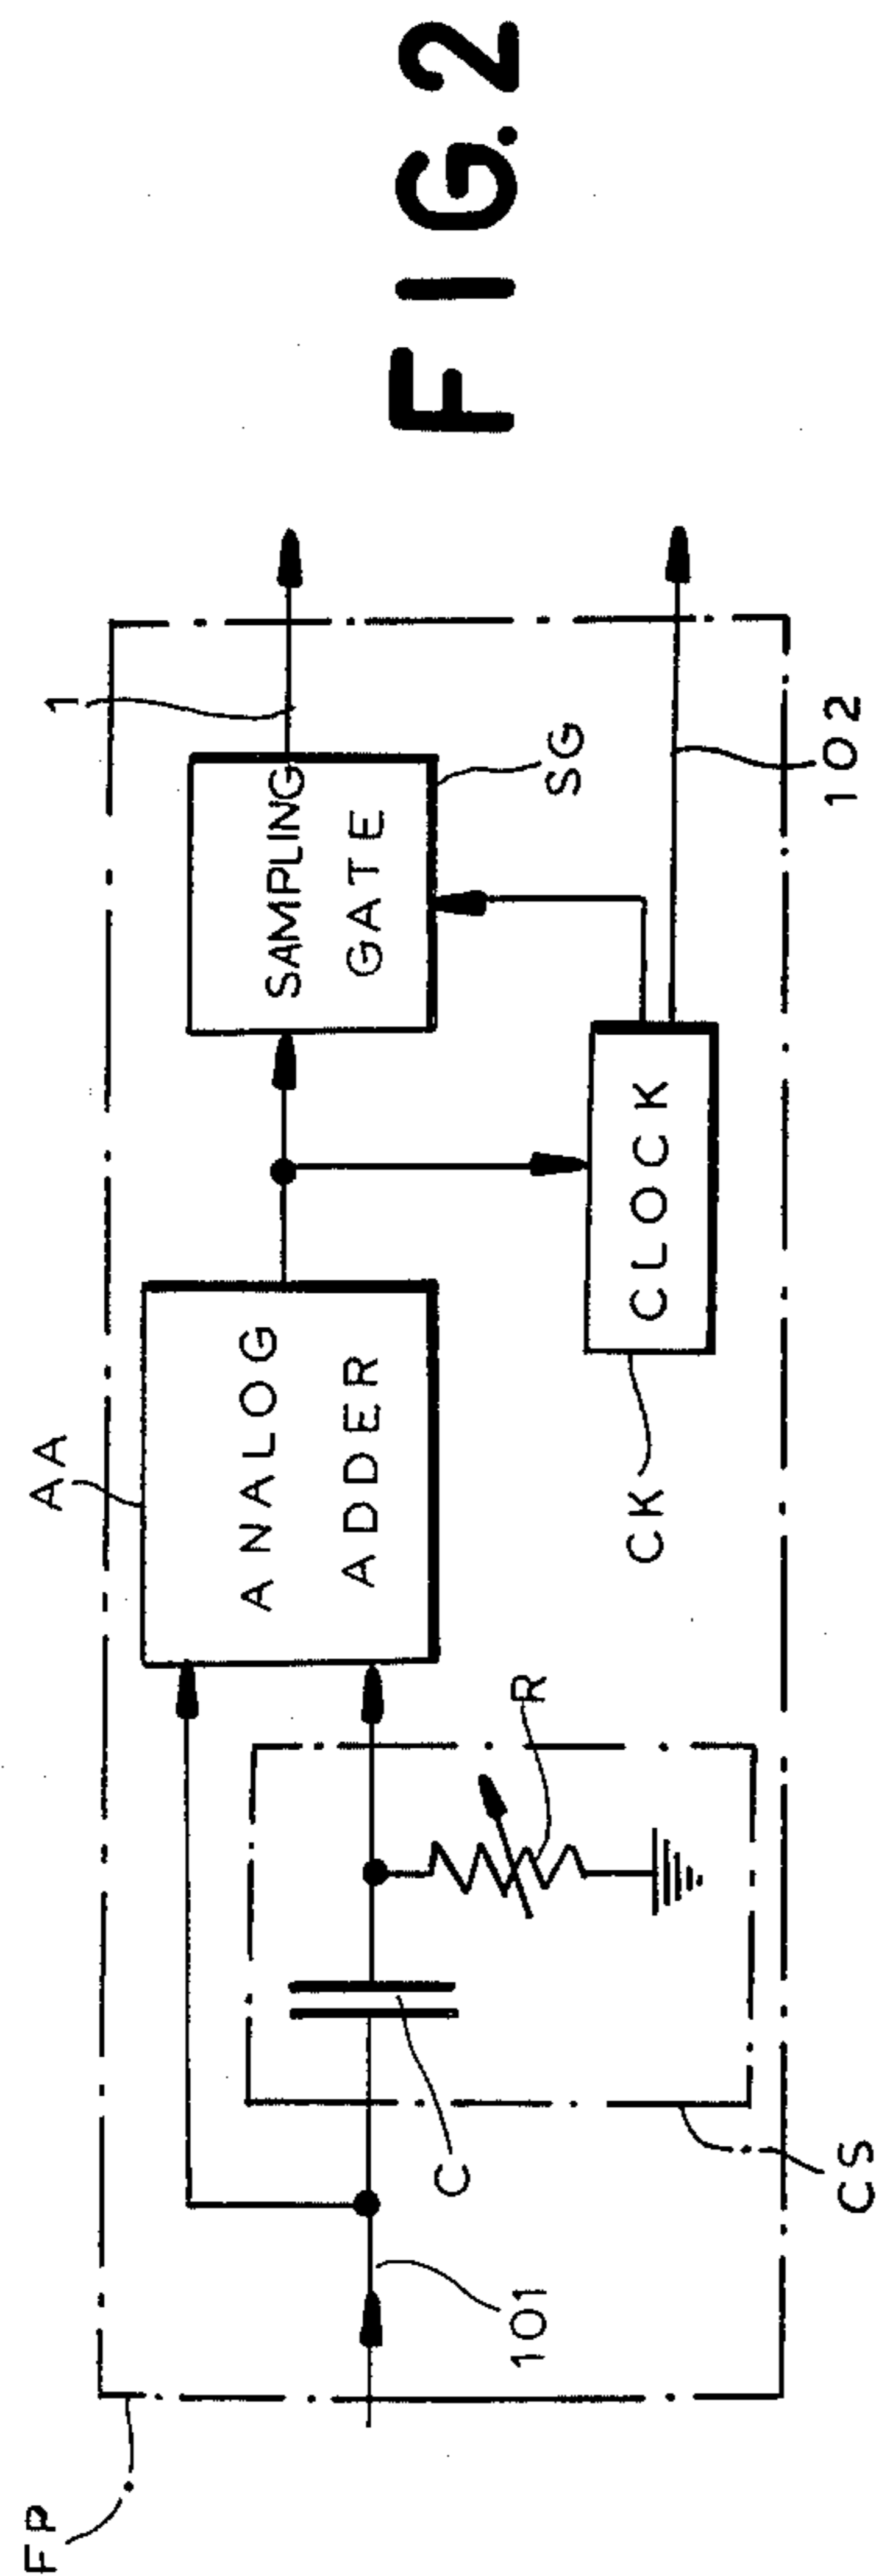 FP
AA
1
ANALOG
ADDER
SAMPLING
GATE
SG
101
C
R
CK
CLOCK
CS
102
FIG. 2